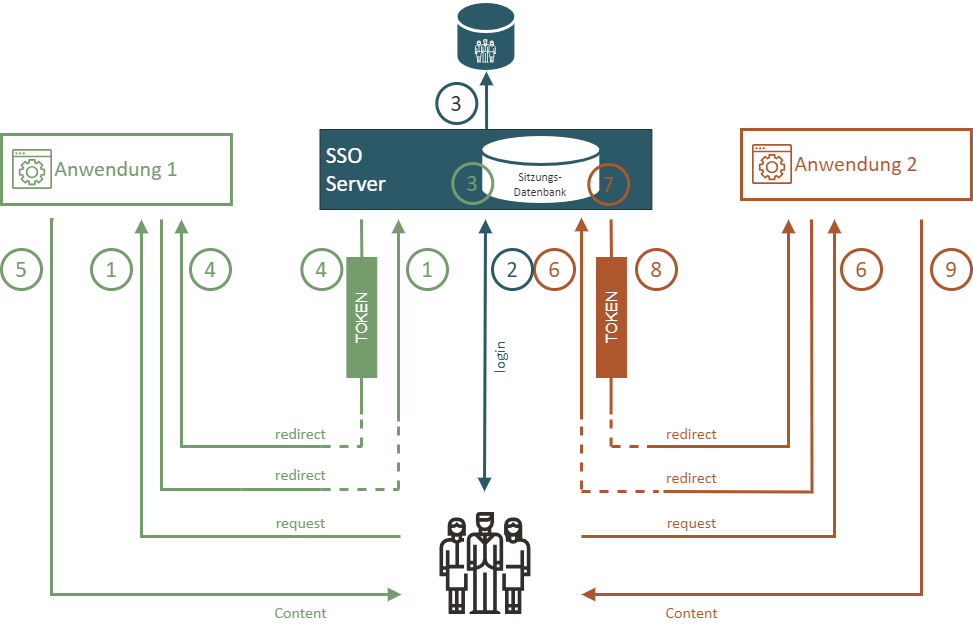 3
Anwendung 1
SSO
Server
3
Sitzungs-
Datenbank
7
Anwendung 2
5
1
4
4
1
2
6
8
6
9
TOKEN
TOKEN
login
redirect
redirect
redirect
redirect
request
request
Content
Content